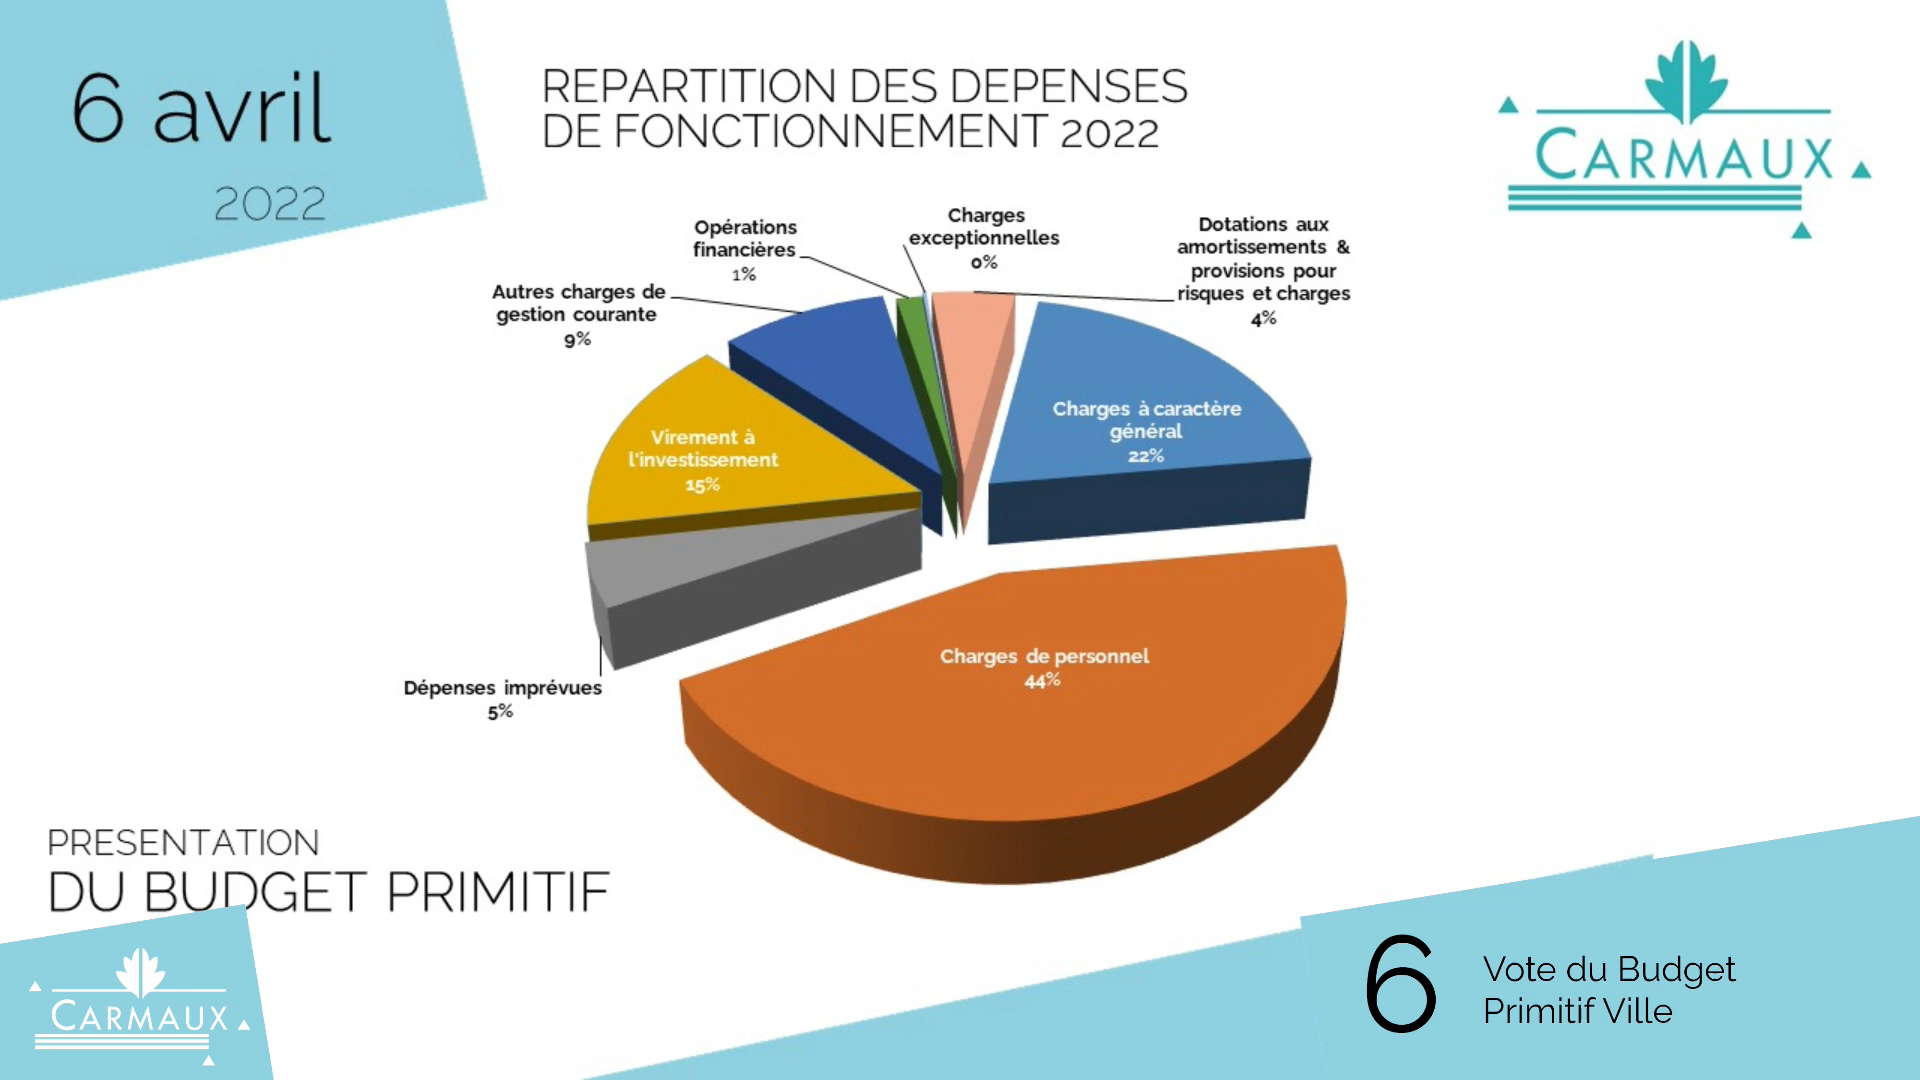 6 avril
2022
REPARTITION DES DEPENSES
DE FONCTIONNEMENT 2022
CARMAUX
Opérations
financières
1%
Charges
exceptionnelles
0%
Dotations aux
amortissements &
provisions pour
risques et charges
4%
Autres charges de
gestion courante
9%
Charges à caractère
général
22%
Virement à
l'investissement
15%
Charges de personnel
44%
Dépenses imprévues
5%
PRESENTATION
DU BUDGET PRIMITIF
CARMAUX
6
Vote du Budget
Primitif Ville